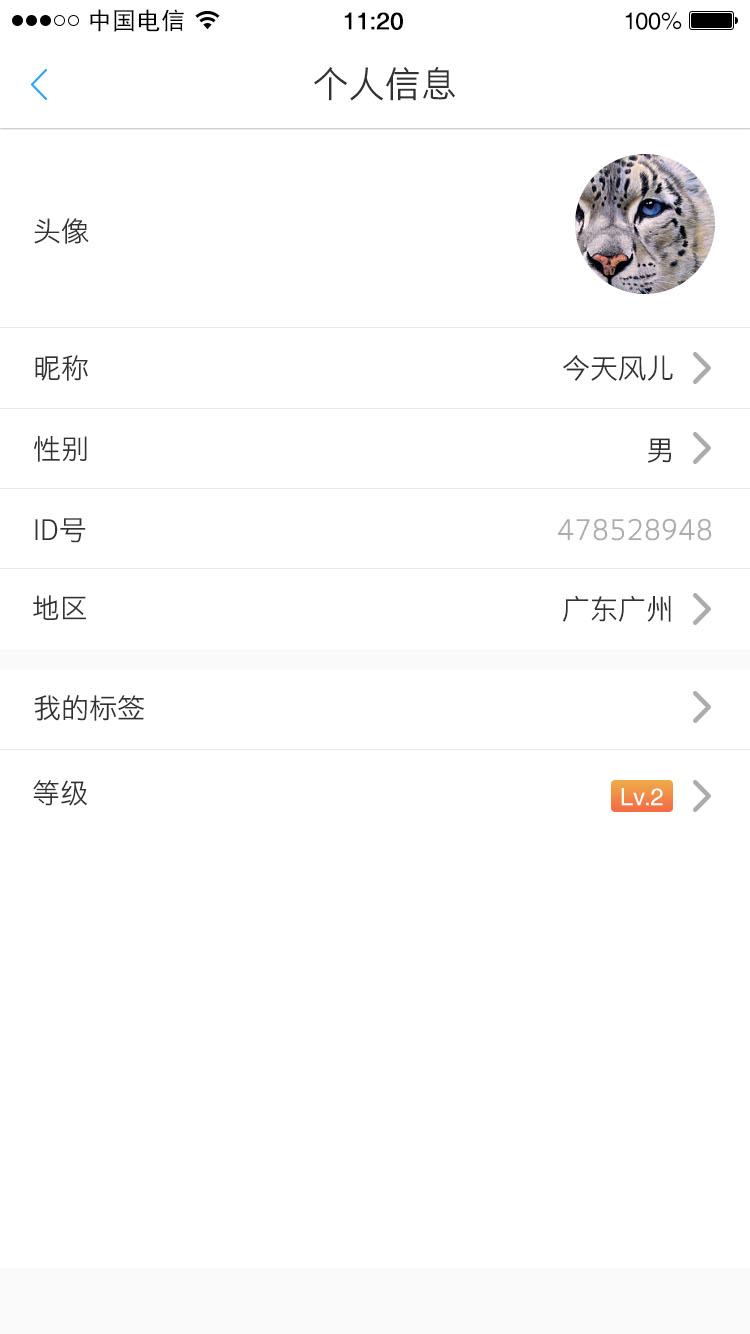 中国电信 11:20 100%
个人信息
头像
昵称 今天风儿
性别 男
ID号 478528948
地区 广东广州
我的标签
等级 Lv.2